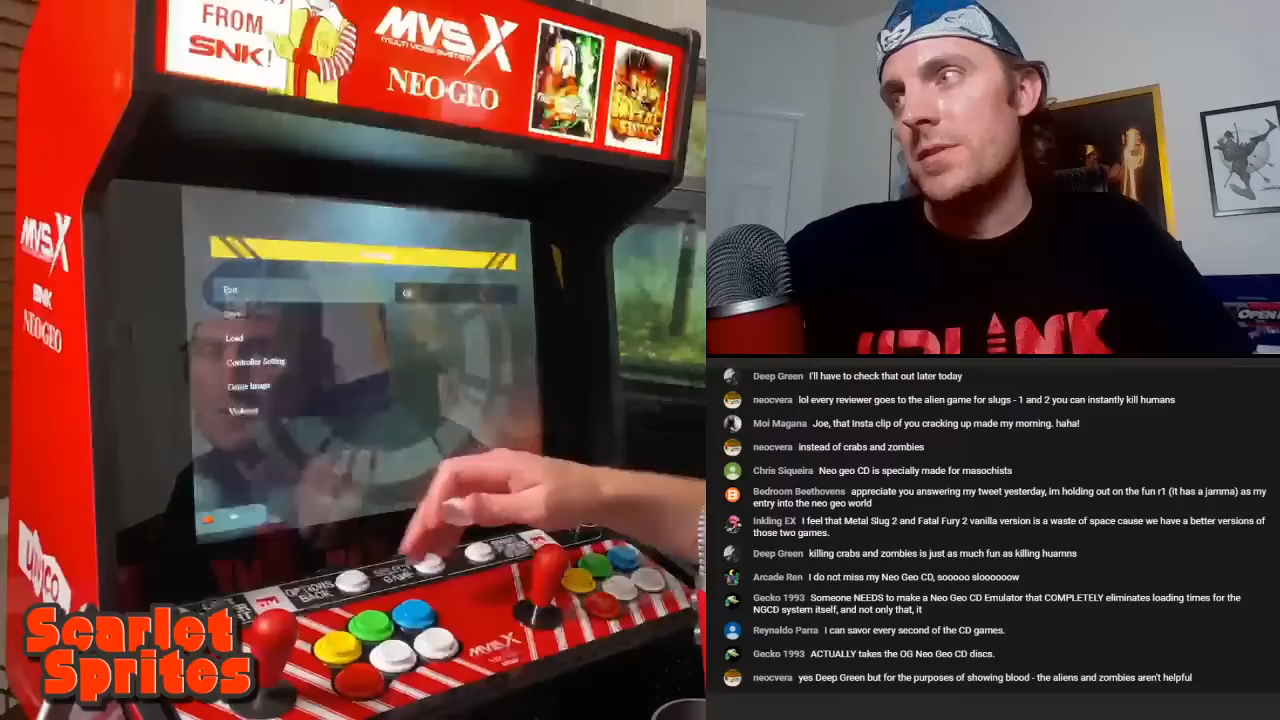 FROM
SNK!
MVSX
MULTI VIDEO SYSTEM
NEO·GEO
MVSX
SNK
NEOGEO
Exit
Load
Controller Setting
Game Image
OPTIONS
BACK
SELECT
GAME
MVSX
Scarlet
Sprites
OPEN
Deep Green I'll have to check that out later today
neocvera lol every reviewer goes to the alien game for slugs - 1 and 2 you can instantly kill humans
Moi Magana Joe, that Insta clip of you cracking up made my morning. haha!
neocvera instead of crabs and zombies
Chris Siqueira Neo geo CD is specially made for masochists
Bedroom Beethovens appreciate you answering my tweet yesterday, im holding out on the fun r1 (it has a jamma) as my
entry into the neo geo world
Inkling EX I feel that Metal Slug 2 and Fatal Fury 2 vanilla version is a waste of space cause we have a better versions of
those two games.
Deep Green killing crabs and zombies is just as much fun as killing huamns
Arcade Ren I do not miss my Neo Geo CD, sooooo sloooooow
Gecko 1993 Someone NEEDS to make a Neo Geo CD Emulator that COMPLETELY eliminates loading times for the
NGCD system itself, and not only that, it
Reynaldo Parra I can savor every second of the CD games.
Gecko 1993 ACTUALLY takes the OG Neo Geo CD discs.
neocvera yes Deep Green but for the purposes of showing blood - the aliens and zombies aren't helpful